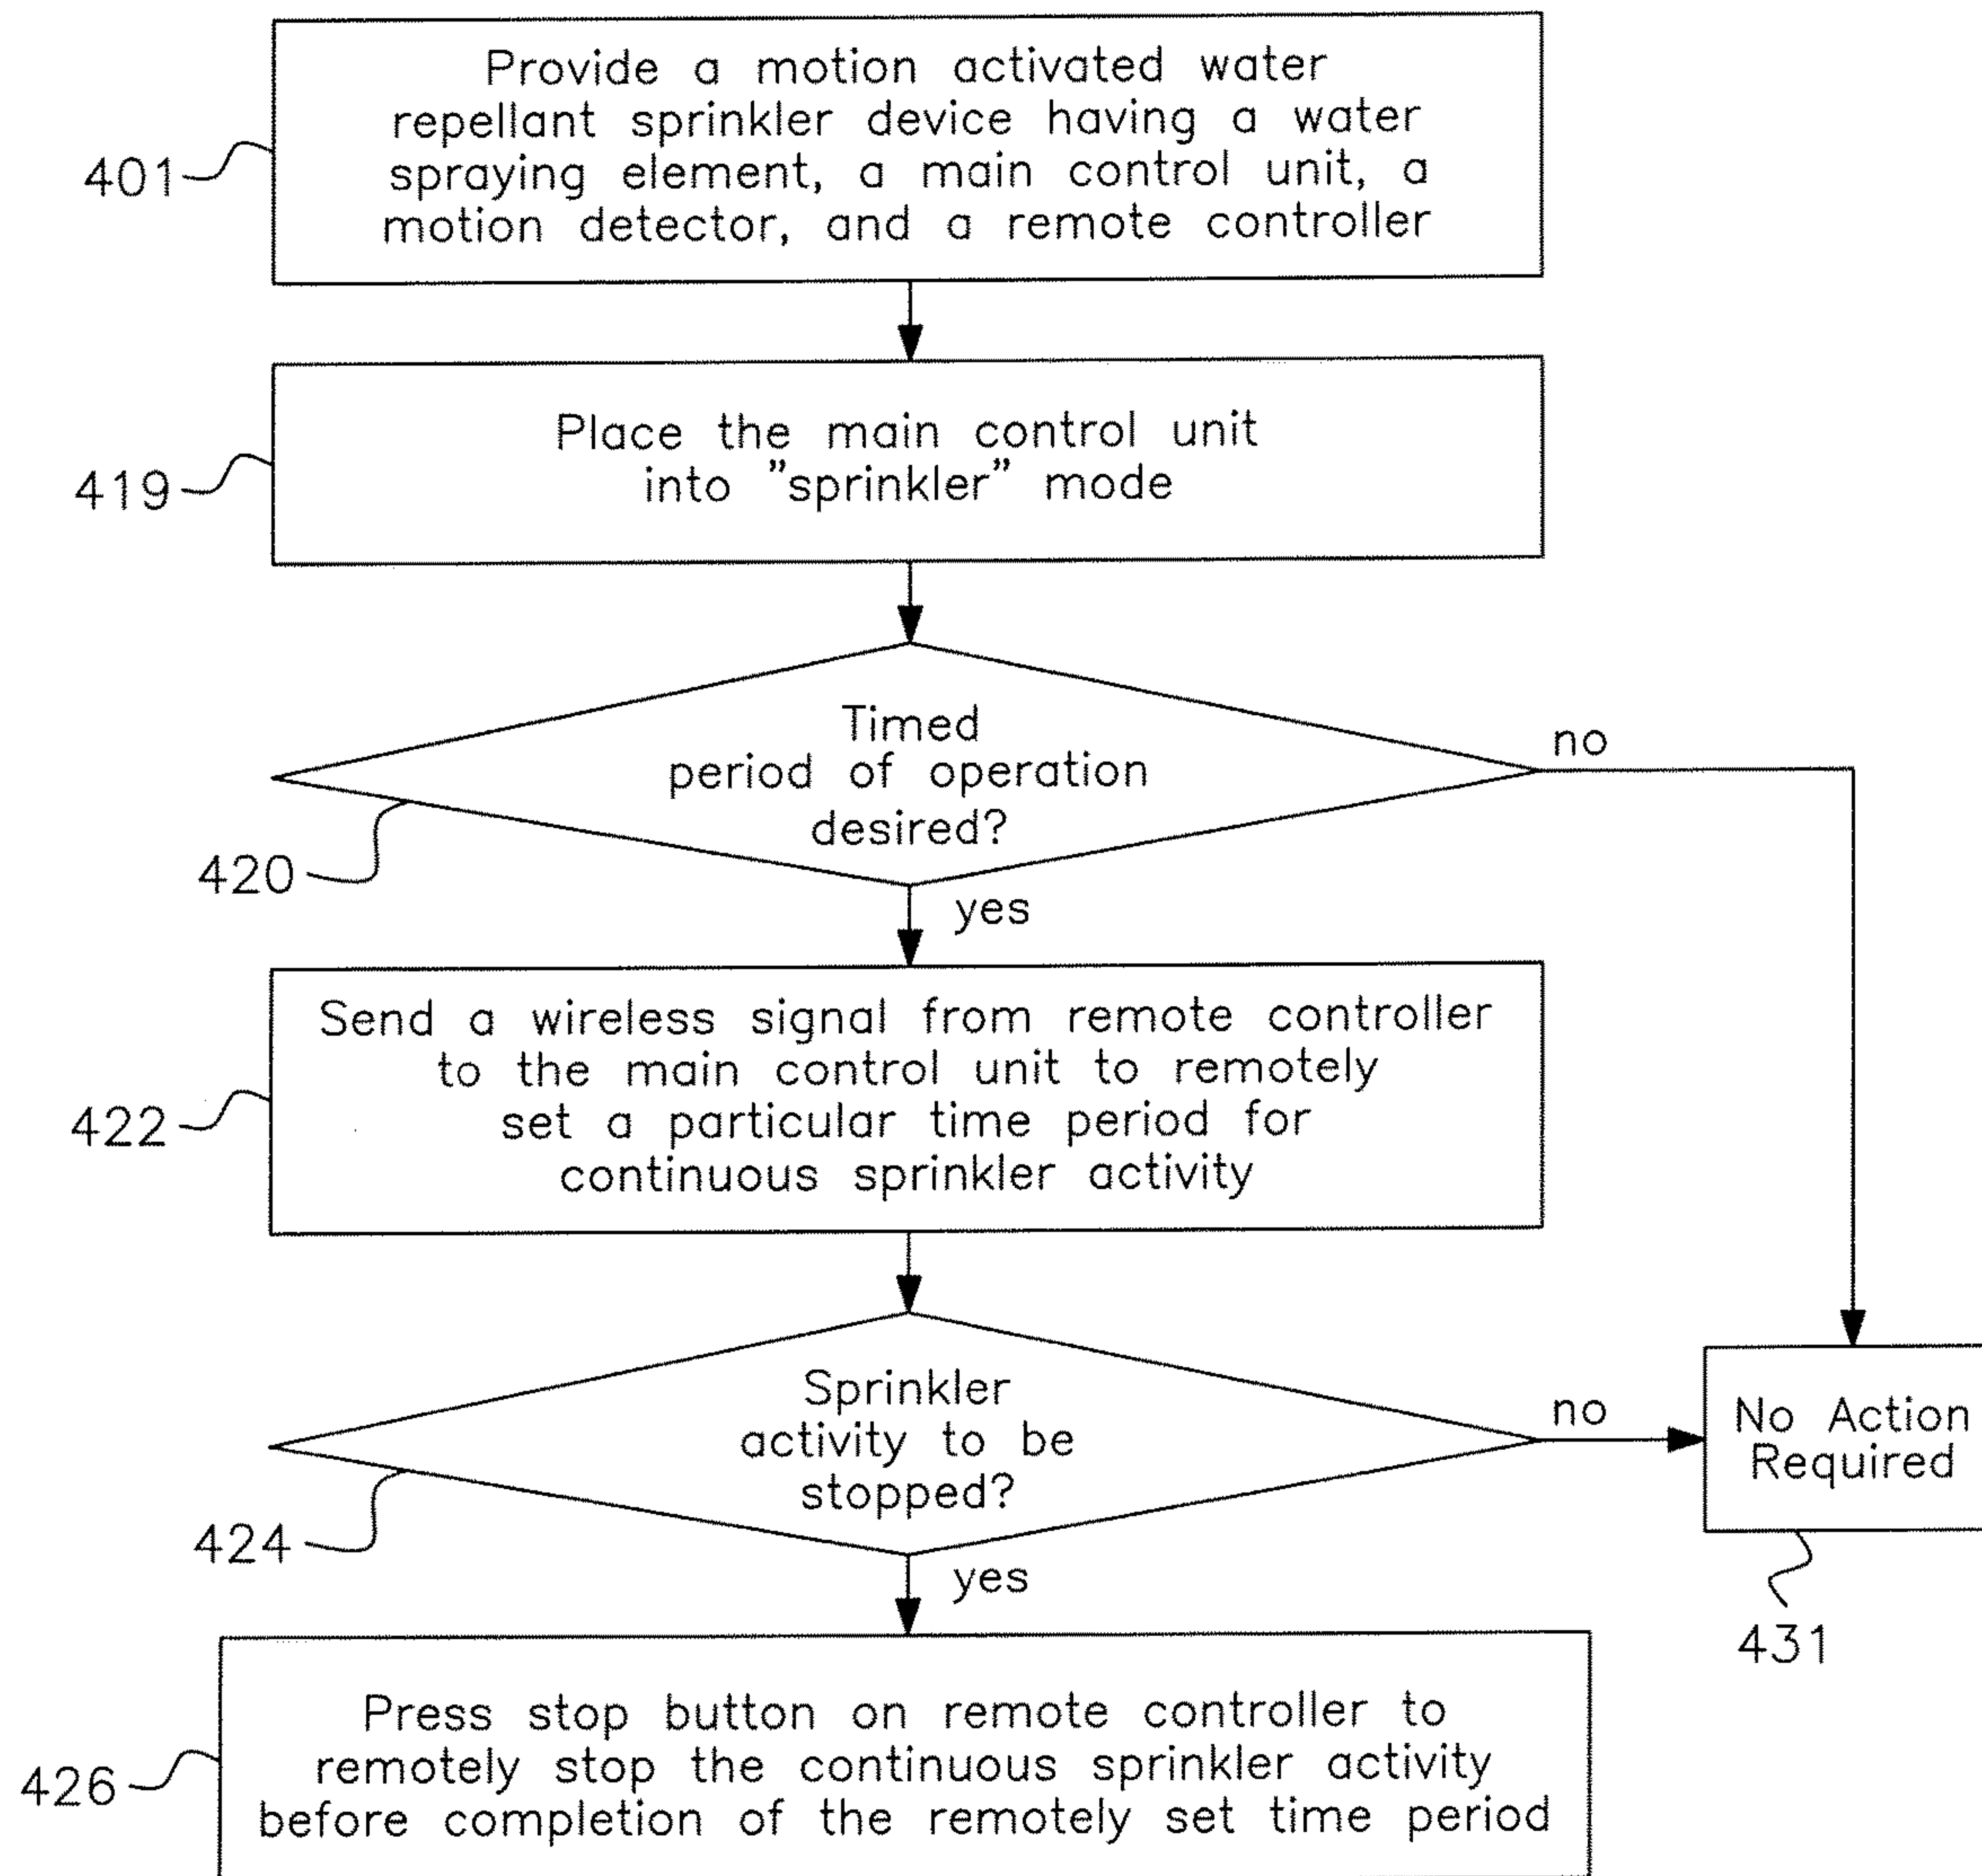 Provide a motion activated water
repellant sprinkler device having a water
spraying element, a main control unit, a
motion detector, and a remote controller
401
Place the main control unit
into "sprinkler" mode
419
Timed
period of operation
desired?
no
420
yes
Send a wireless signal from remote controller
to the main control unit to remotely
set a particular time period for
continuous sprinkler activity
422
Sprinkler
activity to be
stopped?
no
No Action
Required
424
yes
431
Press stop button on remote controller to
remotely stop the continuous sprinkler activity
before completion of the remotely set time period
426